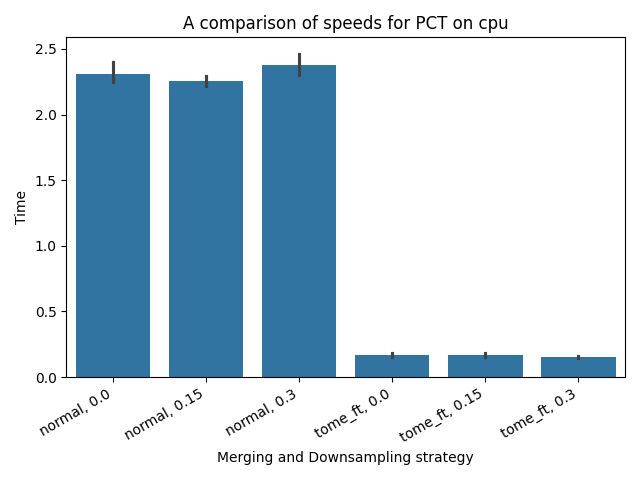 A comparison of speeds for PCT on cpu
Time
2.5
2.0
1.5
1.0
0.5
0.0
normal, 0.0
normal, 0.15
normal, 0.3
tome_ft, 0.0
tome_ft, 0.15
tome_ft, 0.3
Merging and Downsampling strategy